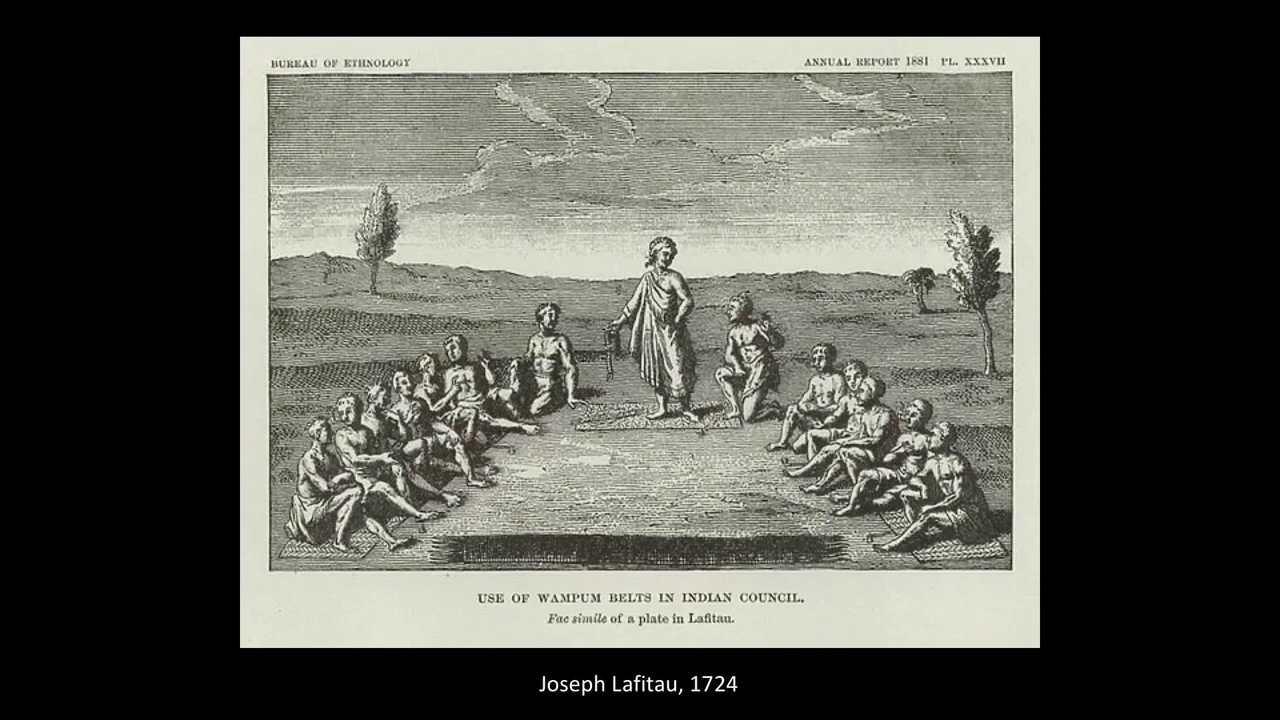 BUREAU OF ETHNOLOGY
ANNUAL REPORT 1881 PL. XXXVII
USE OF WAMPUM BELTS IN INDIAN COUNCIL.
Fac simile of a plate in Lafitau.
Joseph Lafitau, 1724